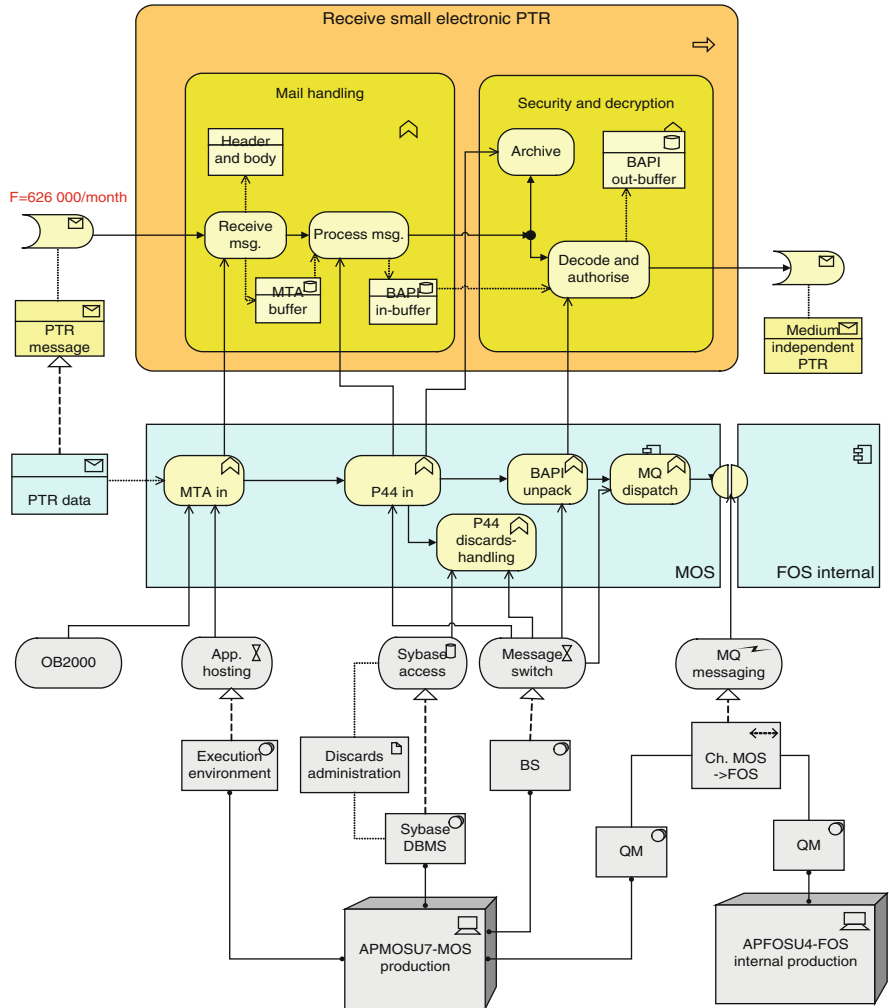 Receive small electronic PTR
Mail handling
Security and decryption
Header
and body
Archive
BAPI
out-buffer
F=626 000/month
Receive
msg.
Process msg.
Decode and
authorise
MTA
buffer
BAPI
in-buffer
PTR
message
Medium
independent
PTR
PTR data
MTA in
P44 in
BAPI
unpack
MQ
dispatch
P44
discards-
handling
MOS
FOS internal
OB2000
App.
hosting
Sybase
access
Message
switch
MQ
messaging
Execution
environment
Discards
administration
BS
Ch. MOS
->FOS
Sybase
DBMS
QM
QM
APMOSU7-MOS
production
APFOSU4-FOS
internal production